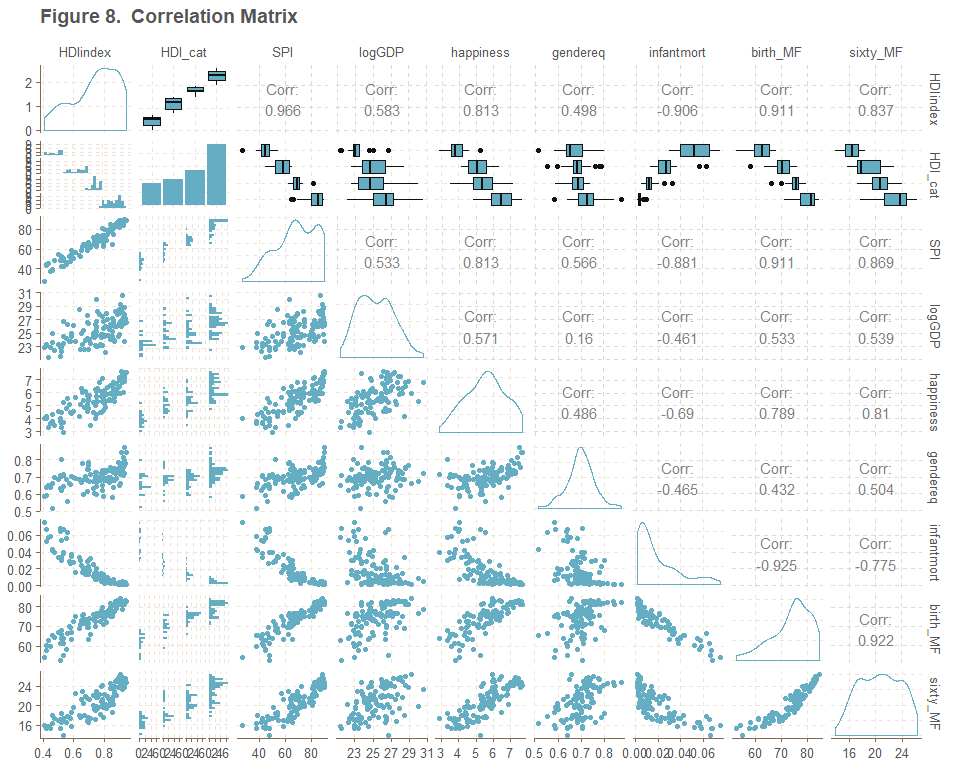 Figure 8. Correlation Matrix
HDIindex HDI_cat SPI logGDP happiness gendereq infantmort birth_MF sixty_MF
2
1
0
Corr: Corr: Corr: Corr: Corr: Corr: Corr:
0.966 0.583 0.813 0.498 -0.906 0.911 0.837
HDIindex
HDI_cat
80
60
40
Corr: Corr: Corr: Corr: Corr: Corr:
0.533 0.813 0.566 -0.881 0.911 0.869
SPI
31
29
27
25
23
Corr: Corr: Corr: Corr: Corr:
0.571 0.16 -0.461 0.533 0.539
logGDP
7
6
5
4
3
Corr: Corr: Corr: Corr:
0.486 -0.69 0.789 0.81
happiness
0.8
0.7
0.6
0.5
Corr: Corr: Corr:
-0.465 0.432 0.504
gendereq
0.06
0.04
0.02
0.00
Corr: Corr:
-0.925 -0.775
infantmort
80
70
60
Corr:
0.922
birth_MF
24
20
16
sixty_MF
0.4 0.6 0.8 40 60 80 23 25 27 29 31 3 4 5 6 7 0.5 0.6 0.7 0.8 0.00 0.02 0.04 0.06 60 70 80 16 20 24